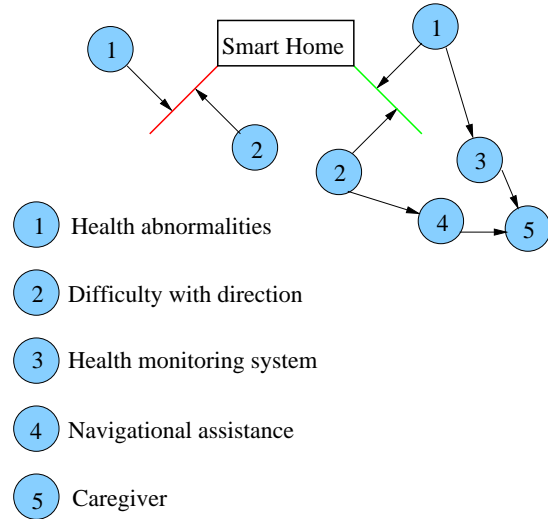 1
Smart Home
1
2
2
3
4
5
1 Health abnormalities
2 Difficulty with direction
3 Health monitoring system
4 Navigational assistance
5 Caregiver